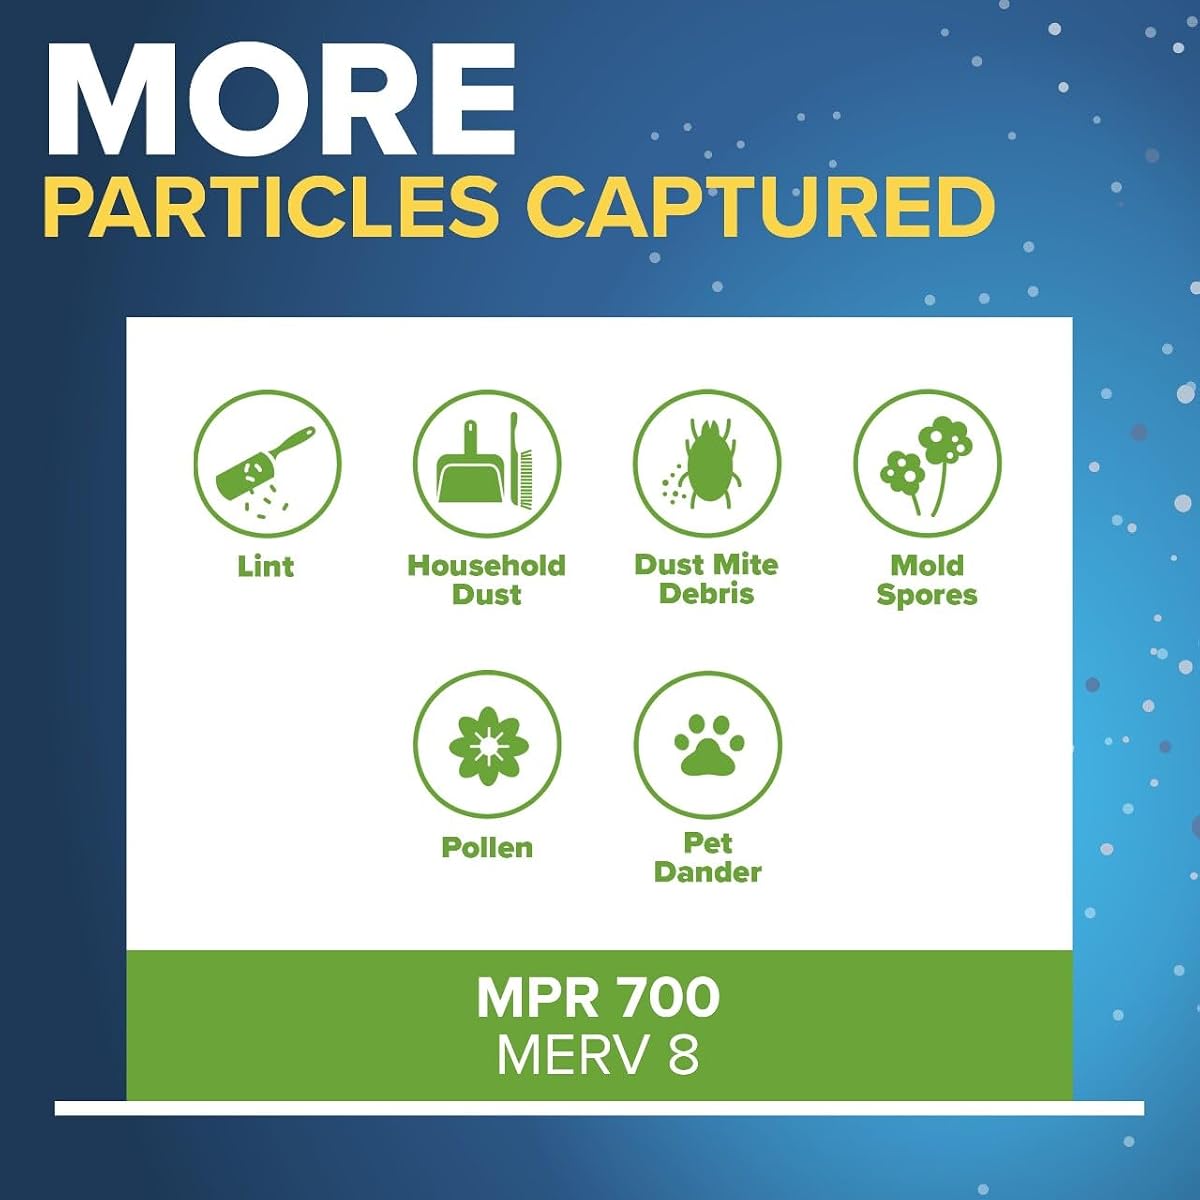 MORE
PARTICLES CAPTURED
Lint
Household
Dust
Dust Mite
Debris
Mold
Spores
Pollen
Pet
Dander
MPR 700
MERV 8